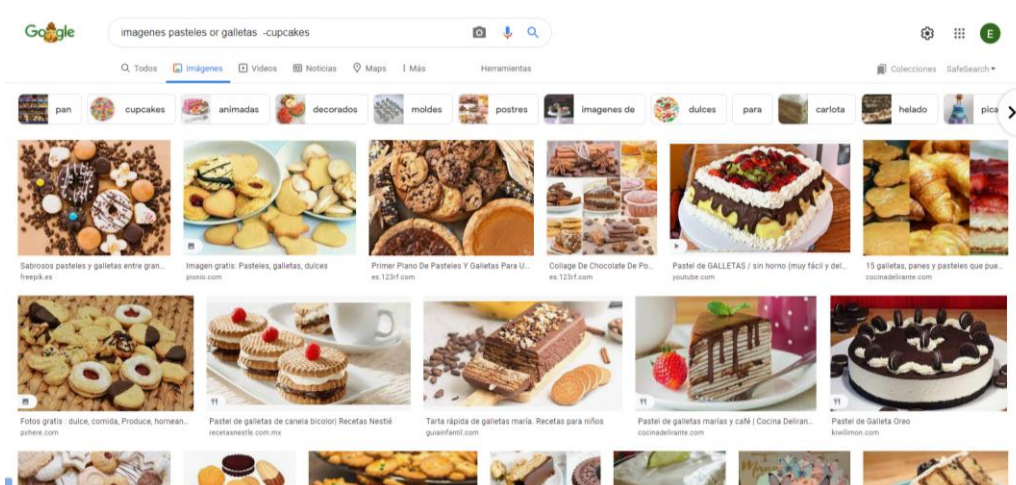 Google
imagenes pasteles or galletas -cupcakes
E
Todos Imágenes Videos Noticias Maps Más Herramientas
Colecciones SafeSearch
pan cupcakes animadas decorados moldes postres imagenes de dulces para carlota helado pica
Sabrosos pasteles y galletas entre gran...
freepik.es
Imagen gratis: Pasteles, galletas, dulces
pixnio.com
Primer Plano De Pasteles Y Galletas Para U...
es.123rf.com
Collage De Chocolate De Po...
es.123rf.com
Pastel de GALLETAS / sin horno (muy fácil y del...
youtube.com
15 galletas, panes y pasteles que pue...
cocinadelirante.com
Fotos gratis : dulce, comida, Produce, hornean...
pxhere.com
Pastel de galletas de canela bicolor| Recetas Nestlé
recetasnestle.com.mx
Tarta rápida de galletas maría. Recetas para niños
guiainfantil.com
Pastel de galletas marías y café | Cocina Deliran...
cocinadelirante.com
Pastel de Galleta Oreo
kiwilimon.com